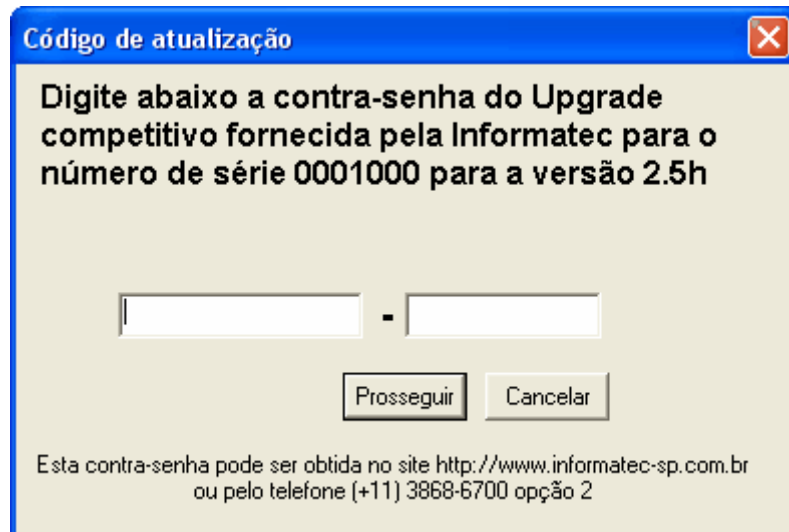 Código de atualização
Digite abaixo a contra-senha do Upgrade
competitivo fornecida pela Informatec para o
número de série 0001000 para a versão 2.5h
-
Prosseguir Cancelar
Esta contra-senha pode ser obtida no site http://www.informatec-sp.com.br
ou pelo telefone (+11) 3868-6700 opção 2